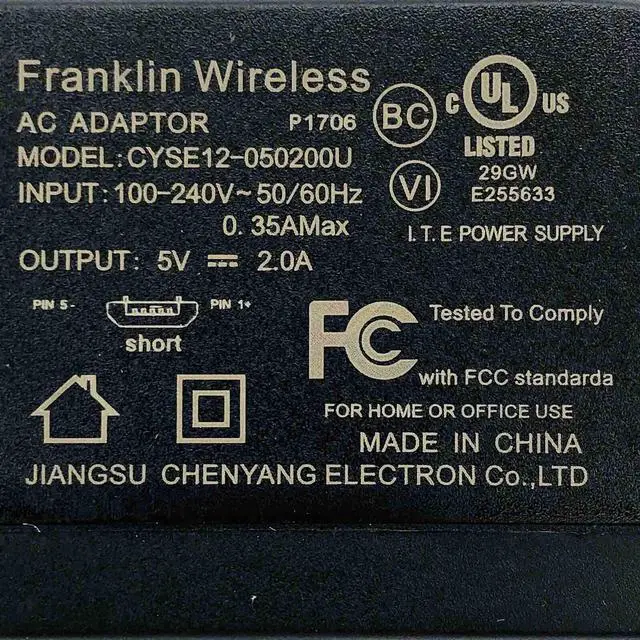 Franklin Wireless
AC ADAPTOR P1706
MODEL:CYSE12-050200U
INPUT:100-240V~50/60Hz
0.35AMax
OUTPUT: 5V ⎓ 2.0A
BC
VI
C UL US
LISTED
29GW
E255633
I.T.E POWER SUPPLY
PIN 5- PIN 1+
short
FC Tested To Comply
with FCC standarda
FOR HOME OR OFFICE USE
MADE IN CHINA
JIANGSU CHENYANG ELECTRON Co.,LTD